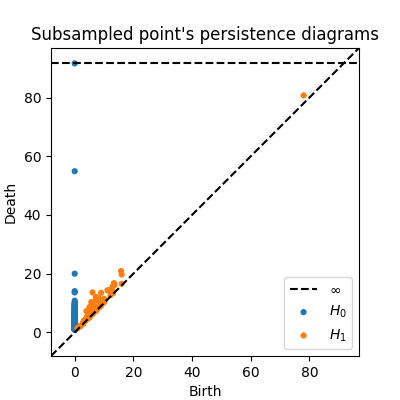 Subsampled point's persistence diagrams
80
60
40
20
0
Death
0 20 40 60 80
Birth
∞
H₀
H₁